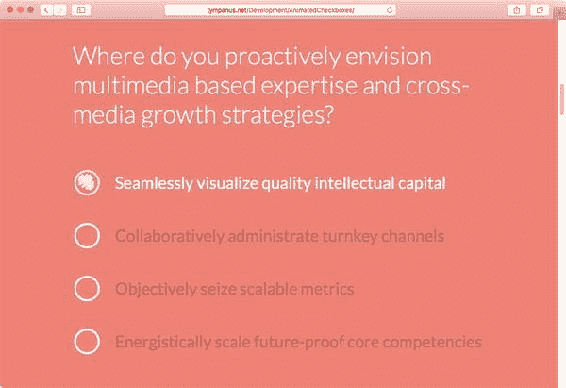 tympanus.net/Development/AnimatedCheckboxes/
Where do you proactively envision
multimedia based expertise and cross-
media growth strategies?
Seamlessly visualize quality intellectual capital
Collaboratively administrate turnkey channels
Objectively seize scalable metrics
Energistically scale future-proof core competencies